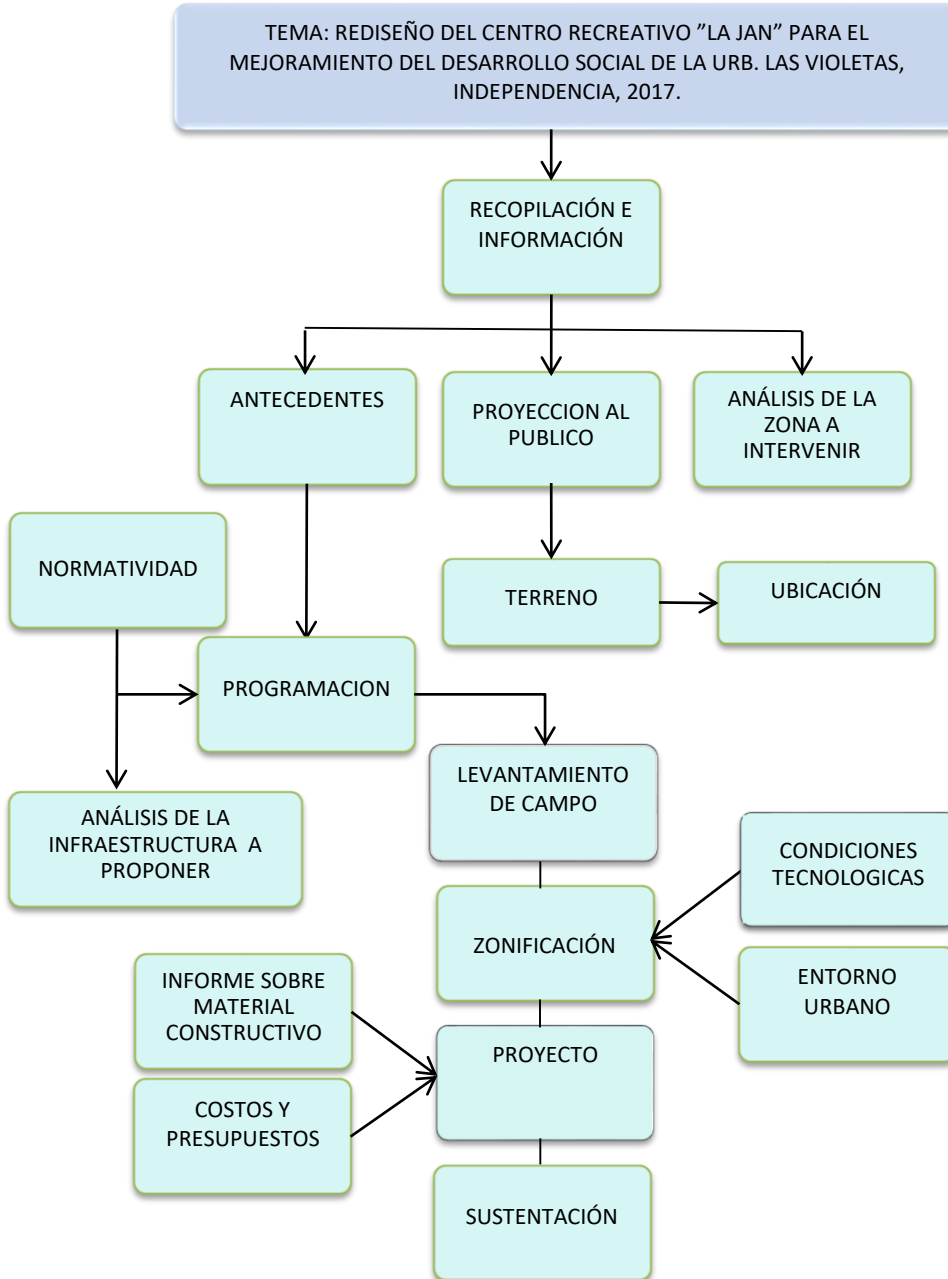 TEMA: REDISEÑO DEL CENTRO RECREATIVO ”LA JAN” PARA EL
MEJORAMIENTO DEL DESARROLLO SOCIAL DE LA URB. LAS VIOLETAS,
INDEPENDENCIA, 2017.
RECOPILACIÓN E
INFORMACIÓN
ANTECEDENTES
PROYECCION AL
PUBLICO
ANÁLISIS DE LA
ZONA A
INTERVENIR
NORMATIVIDAD
TERRENO
UBICACIÓN
PROGRAMACION
LEVANTAMIENTO
DE CAMPO
ANÁLISIS DE LA
INFRAESTRUCTURA A
PROPONER
CONDICIONES
TECNOLOGICAS
ZONIFICACIÓN
ENTORNO
URBANO
INFORME SOBRE
MATERIAL
CONSTRUCTIVO
PROYECTO
COSTOS Y
PRESUPUESTOS
SUSTENTACIÓN